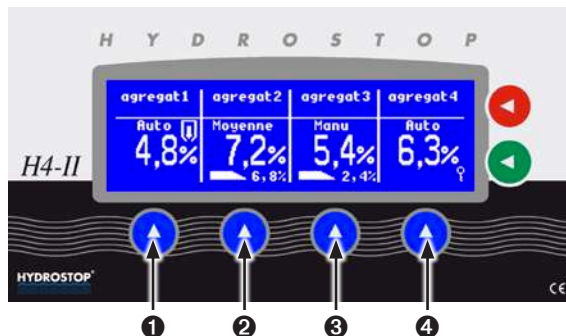 HYDROSTOP
agregat1 agregat2 agregat3 agregat4
Auto Moyenne Manu Auto
4,8% 7,2% 5,4% 6,3%
6,8% 2,4%
H4-II
HYDROSTOP
CE
1 2 3 4